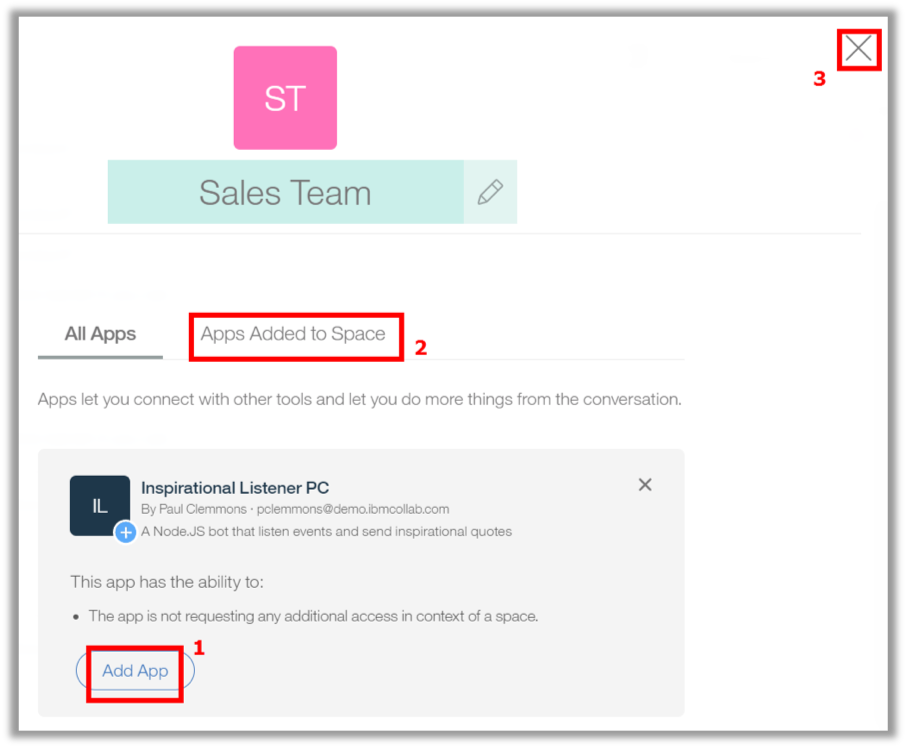 ST
3
Sales Team
All Apps
Apps Added to Space
2
Apps let you connect with other tools and let you do more things from the conversation.
IL
Inspirational Listener PC
By Paul Clemmons · pclemmons@demo.ibmcollab.com
A Node.JS bot that listen events and send inspirational quotes
This app has the ability to:
• The app is not requesting any additional access in context of a space.
1
Add App